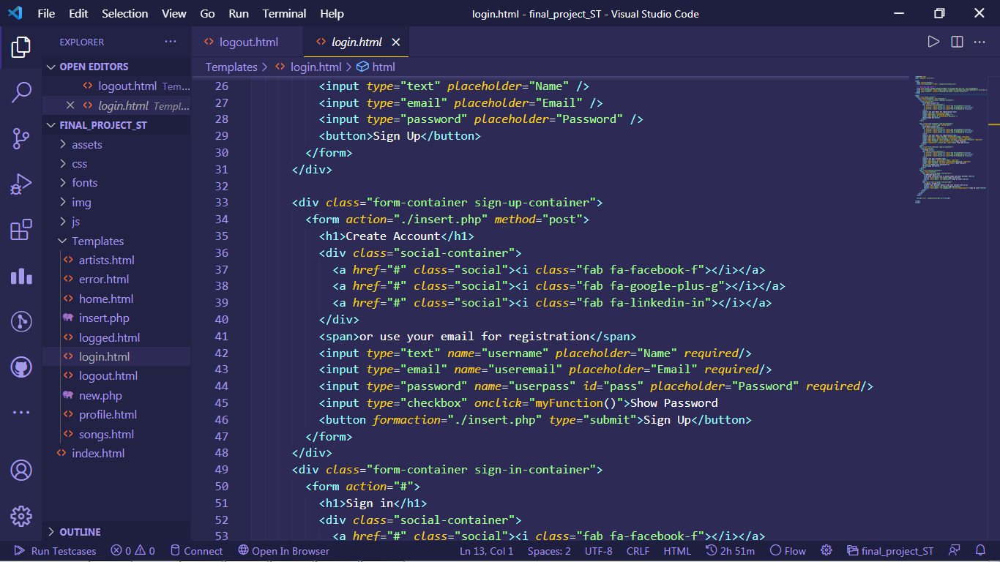 File Edit Selection View Go Run Terminal Help login.html - final_project_ST - Visual Studio Code
EXPLORER ···
OPEN EDITORS
logout.html Tem...
login.html Templ...
FINAL_PROJECT_ST
assets
css
fonts
img
js
Templates
artists.html
error.html
home.html
insert.php
logged.html
login.html
logout.html
new.php
profile.html
songs.html
index.html
OUTLINE
logout.html login.html
Templates > login.html > html
26 <input type="text" placeholder="Name" />
27 <input type="email" placeholder="Email" />
28 <input type="password" placeholder="Password" />
29 <button>Sign Up</button>
30 </form>
31 </div>
32
33 <div class="form-container sign-up-container">
34 <form action="./insert.php" method="post">
35 <h1>Create Account</h1>
36 <div class="social-container">
37 <a href="#" class="social"><i class="fab fa-facebook-f"></i></a>
38 <a href="#" class="social"><i class="fab fa-google-plus-g"></i></a>
39 <a href="#" class="social"><i class="fab fa-linkedin-in"></i></a>
40 </div>
41 <span>or use your email for registration</span>
42 <input type="text" name="username" placeholder="Name" required/>
43 <input type="email" name="useremail" placeholder="Email" required/>
44 <input type="password" name="userpass" id="pass" placeholder="Password" required/>
45 <input type="checkbox" onclick="myFunction()">Show Password
46 <button formaction="./insert.php" type="submit">Sign Up</button>
47 </form>
48 </div>
49 <div class="form-container sign-in-container">
50 <form action="#">
51 <h1>Sign in</h1>
52 <div class="social-container">
53 <a href="#" class="social"><i class="fab fa-facebook-f"></i></a>
Run Testcases 0 0 Connect Open In Browser Ln 13, Col 1 Spaces: 2 UTF-8 CRLF HTML 2h 51m Flow final_project_ST